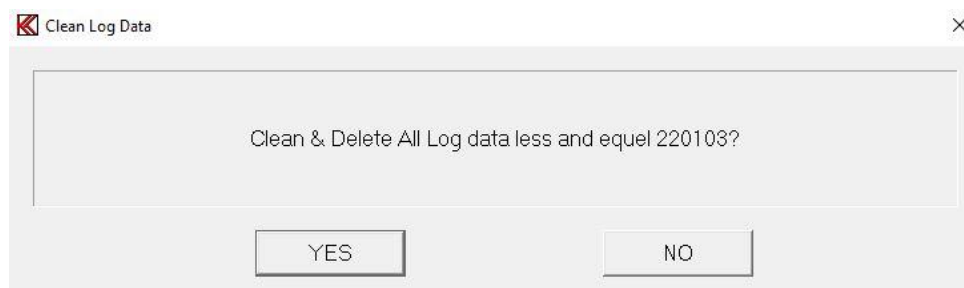 Clean Log Data
Clean & Delete All Log data less and equel 220103?
YES NO